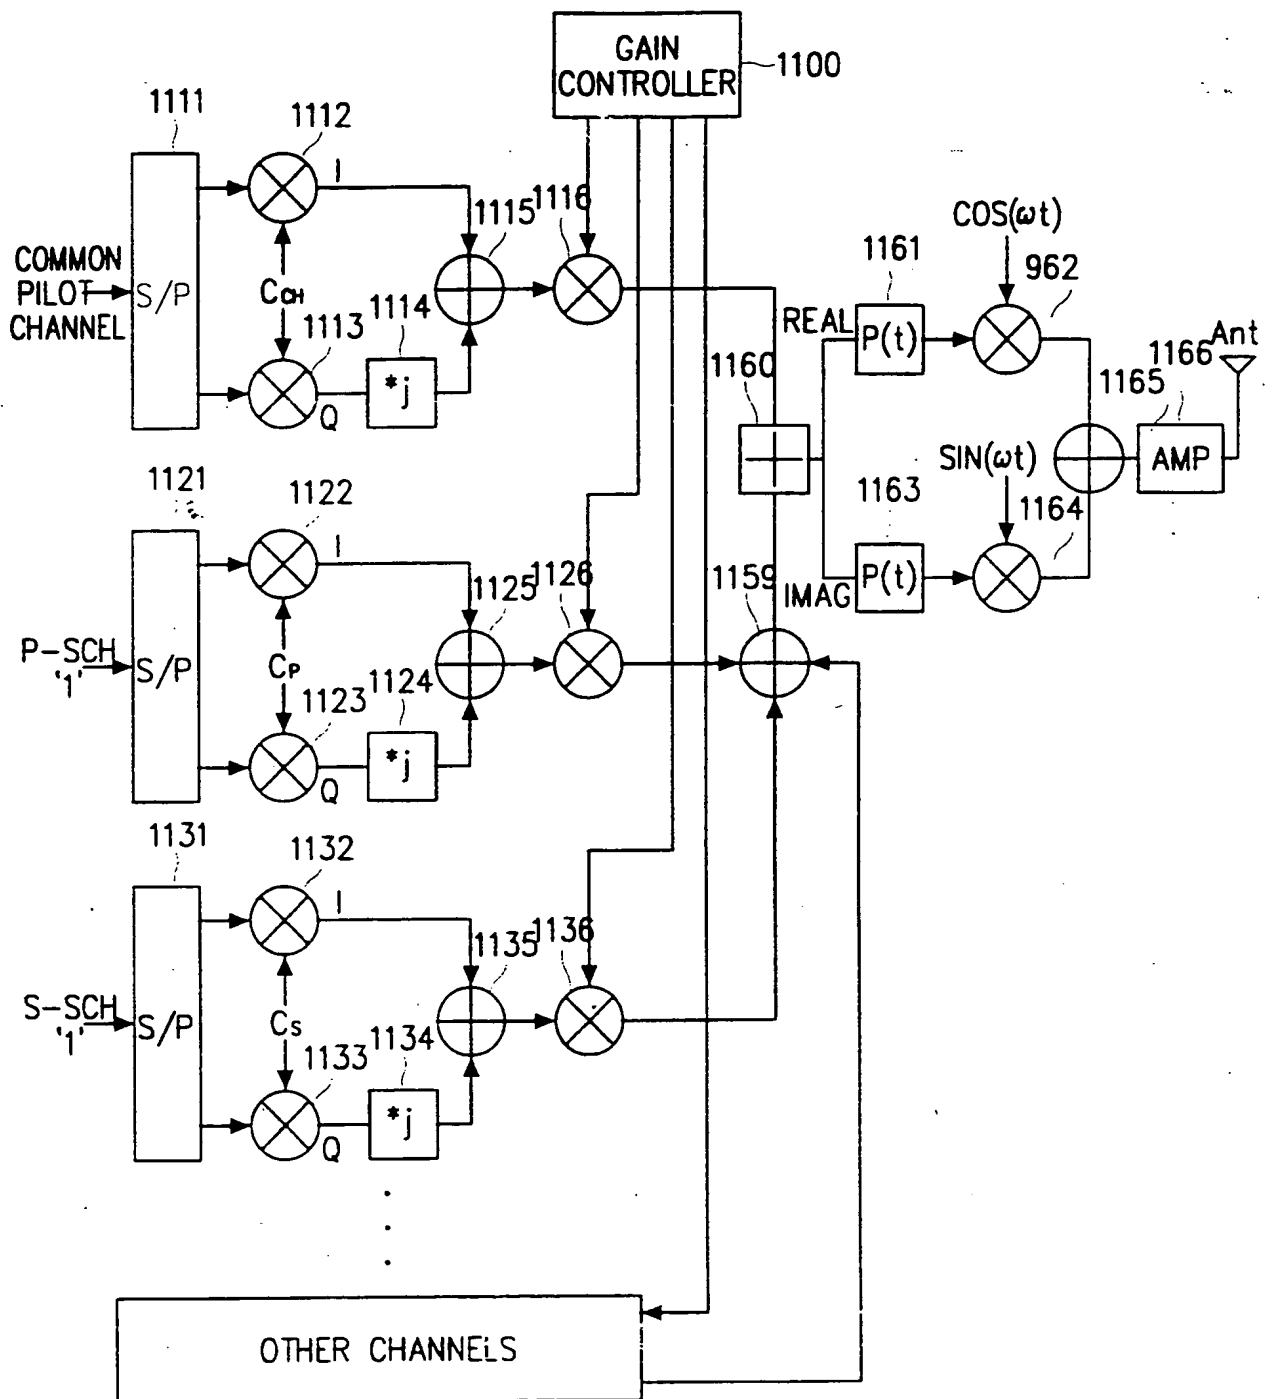 GAIN
CONTROLLER
1100
1111
1112
I
1115
1116
COMMON
PILOT
CHANNEL
S/P
CCH
1113
1114
*j
Q
COS(ωt)
1161
962
REAL
P(t)
1160
1165
1166
Ant
SIN(ωt)
AMP
1163
1164
IMAG
P(t)
1121
1122
I
1125
1126
1159
P-SCH
'1'
S/P
CP
1123
1124
*j
Q
1131
1132
I
1135
1136
S-SCH
'1'
S/P
CS
1133
1134
*j
Q
OTHER CHANNELS